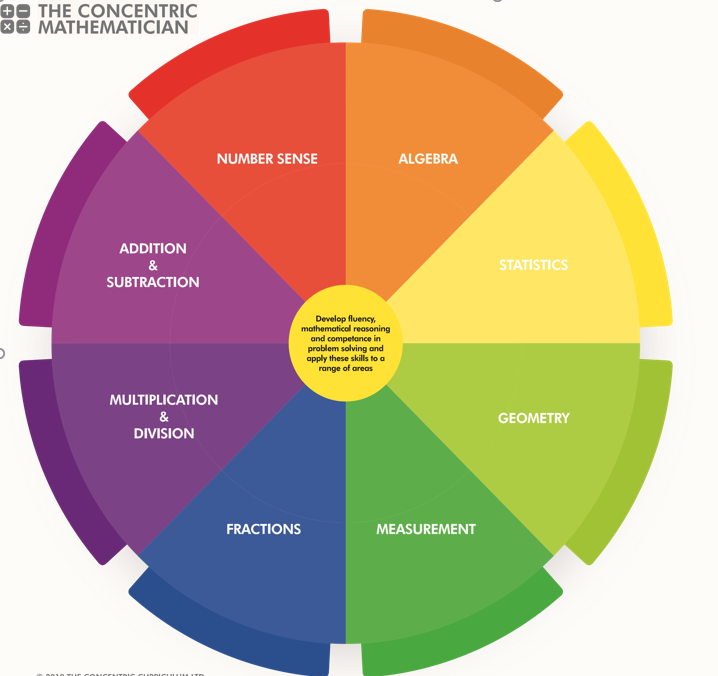 THE CONCENTRIC
MATHEMATICIAN
NUMBER SENSE
ALGEBRA
ADDITION
&
SUBTRACTION
STATISTICS
Develop fluency,
mathematical reasoning
and competance in
problem solving and
apply these skills to a
range of areas
MULTIPLICATION
&
DIVISION
GEOMETRY
FRACTIONS
MEASUREMENT